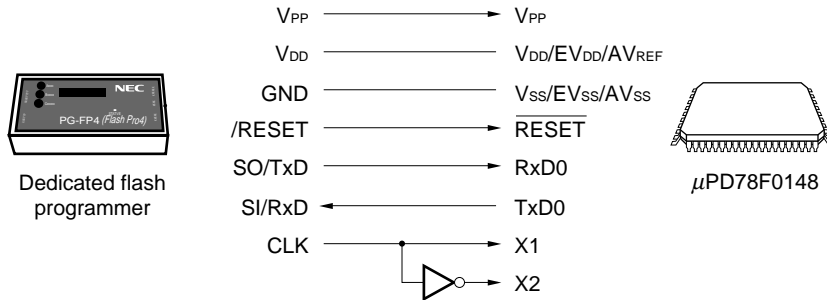 VPP VPP
VDD VDD/EVDD/AVREF
GND VSS/EVSS/AVSS
/RESET RESET
SO/TxD RxD0
SI/RxD TxD0
CLK X1
X2
NEC
PG-FP4 (Flash Pro4)
Dedicated flash
programmer
μPD78F0148